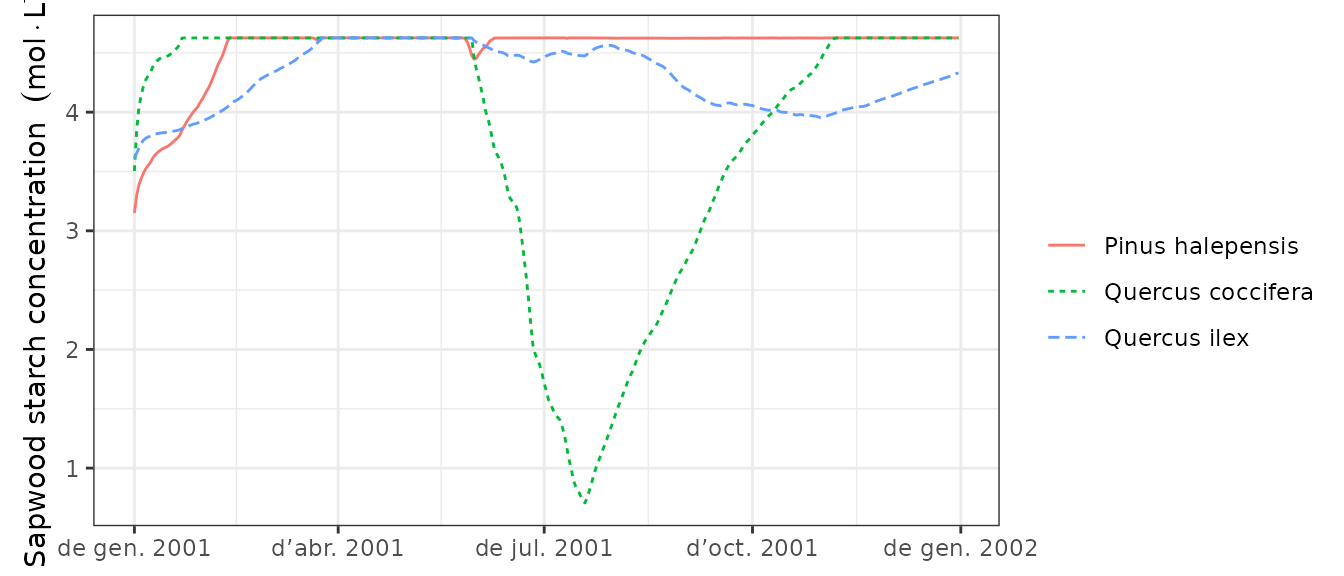 Sapwood starch concentration (mol·L
4
3
2
1
de gen. 2001
d’abr. 2001
de jul. 2001
d’oct. 2001
de gen. 2002
Pinus halepensis
Quercus coccifera
Quercus ilex